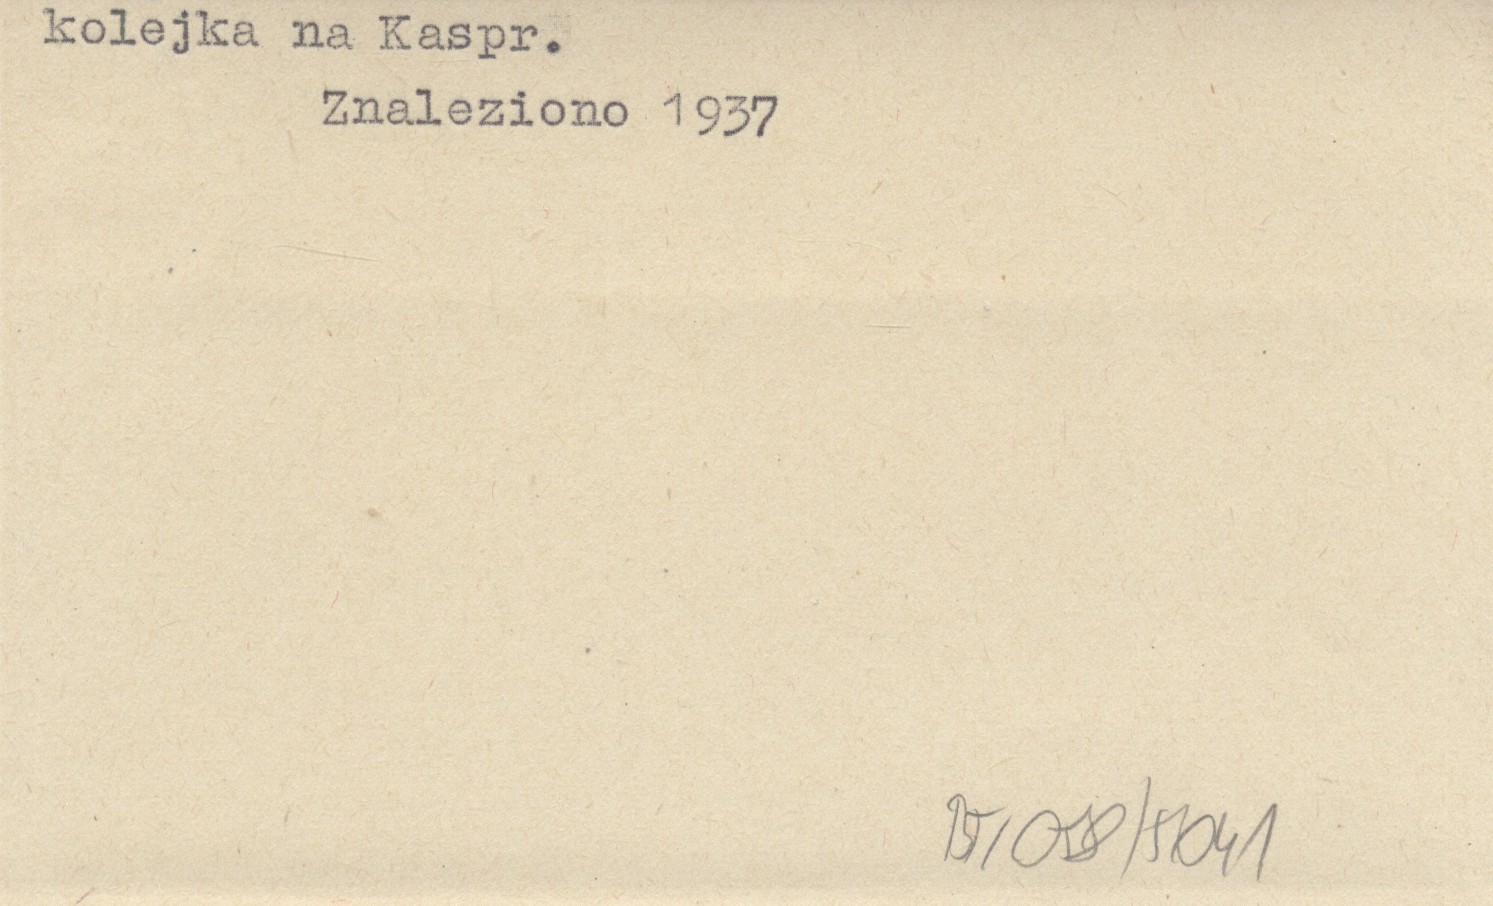 kolejka na Kaspr.
Znaleziono 1937